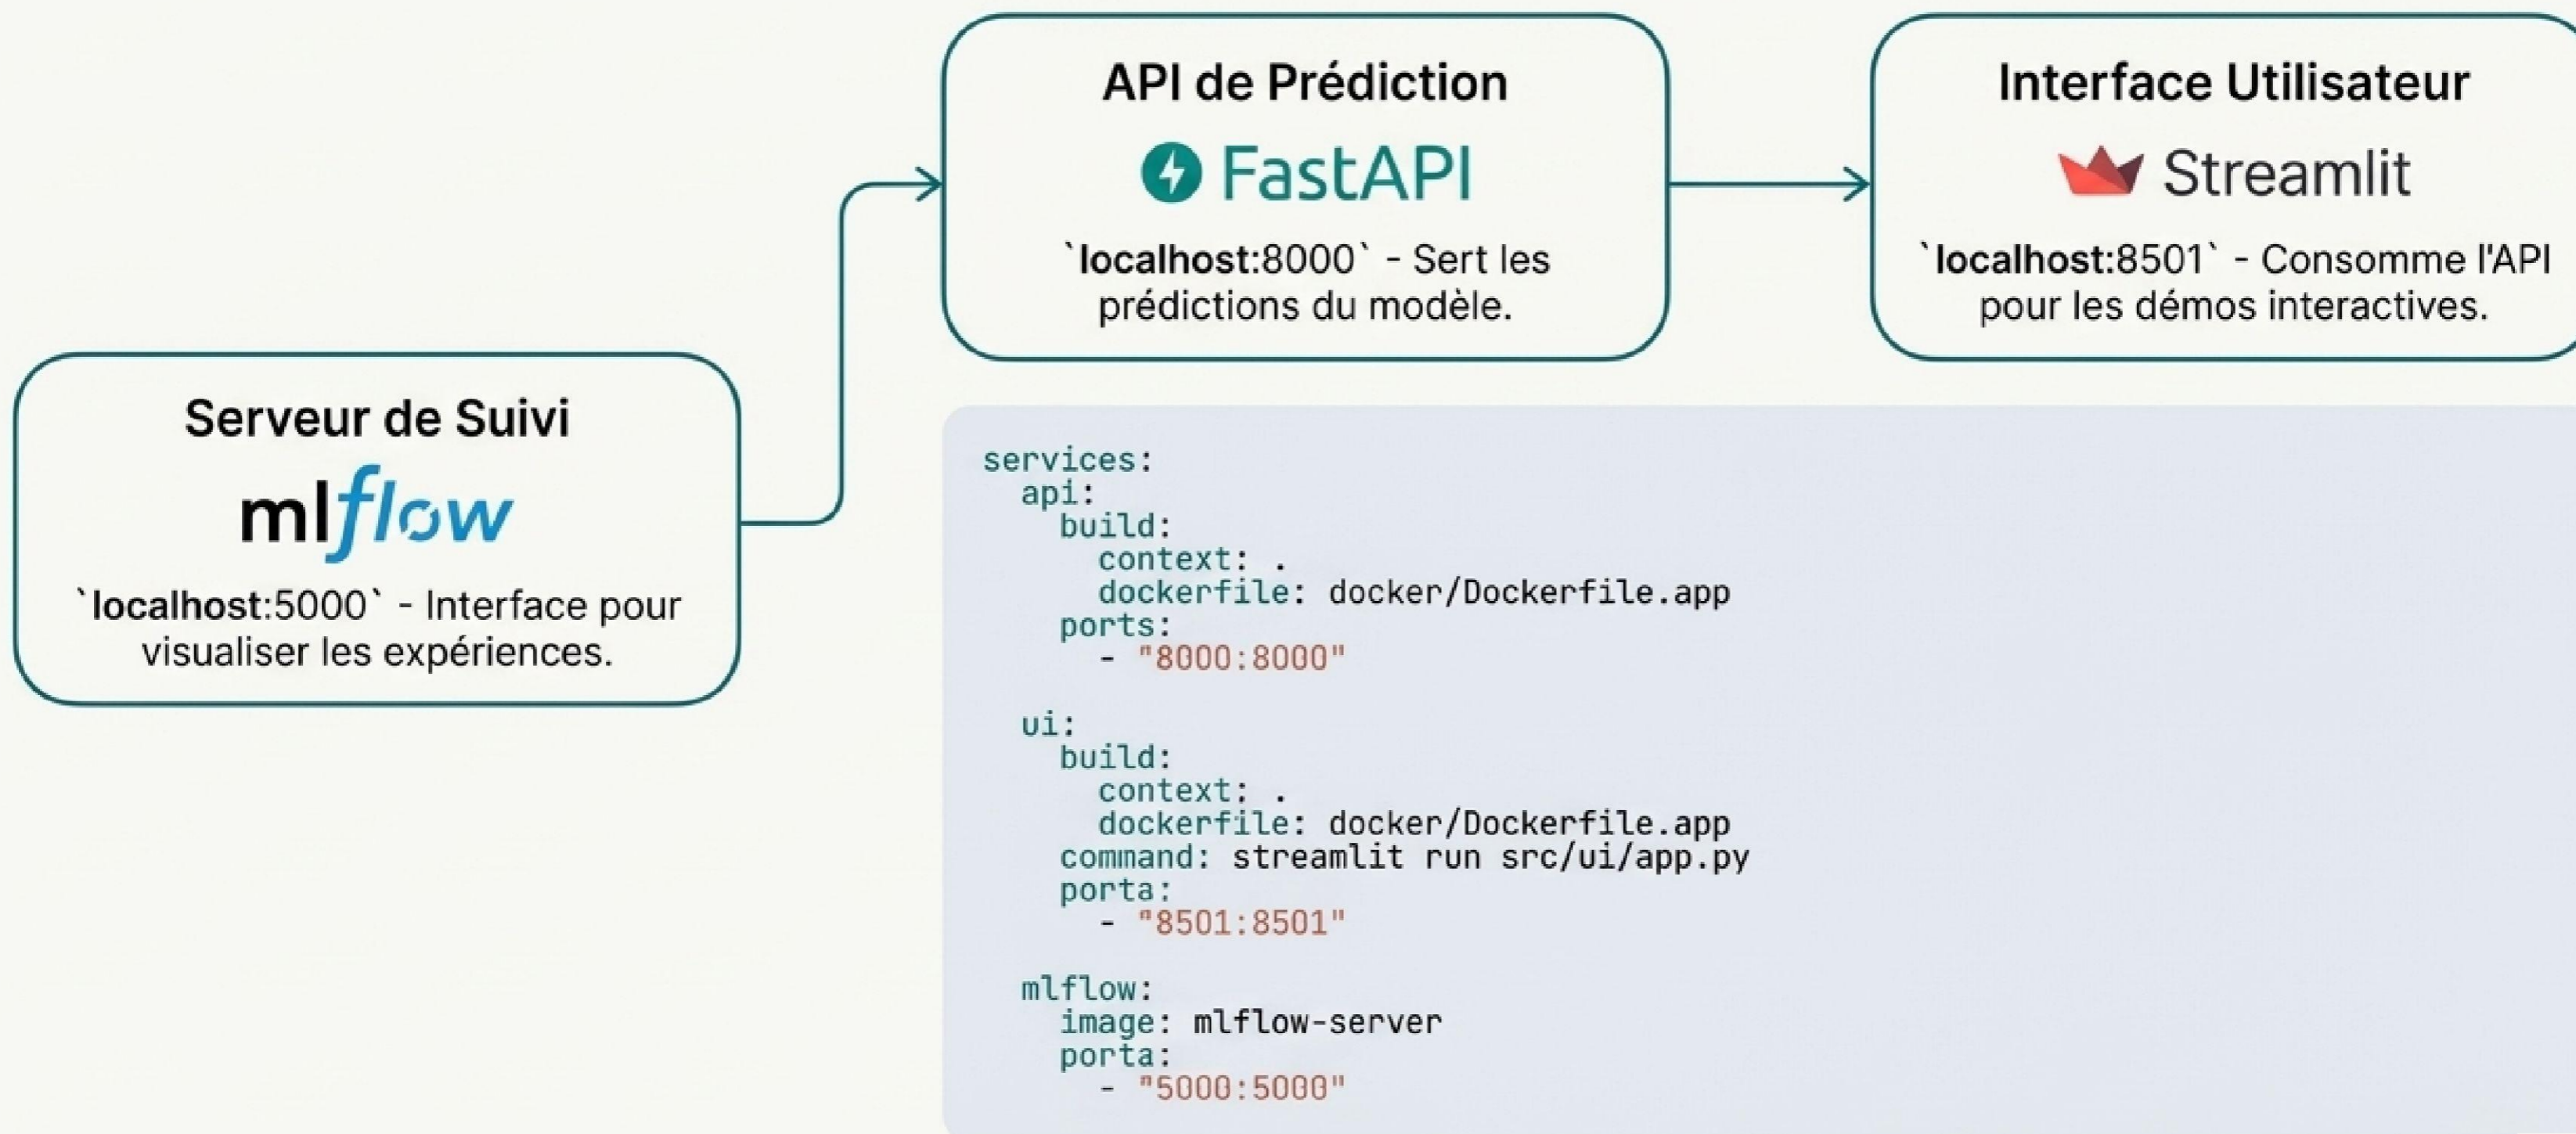 API de Prédiction
FastAPI
`localhost:8000` - Sert les
prédictions du modèle.
Interface Utilisateur
Streamlit
`localhost:8501` - Consomme l'API
pour les démos interactives.
Serveur de Suivi
mlflow
`localhost:5000` - Interface pour
visualiser les expériences.
services:
  api:
    build:
      context: .
      dockerfile: docker/Dockerfile.app
    ports:
      - "8000:8000"
  ui:
    build:
      context: .
      dockerfile: docker/Dockerfile.app
    command: streamlit run src/ui/app.py
    porta:
      - "8501:8501"
  mlflow:
    image: mlflow-server
    porta:
      - "5000:5000"